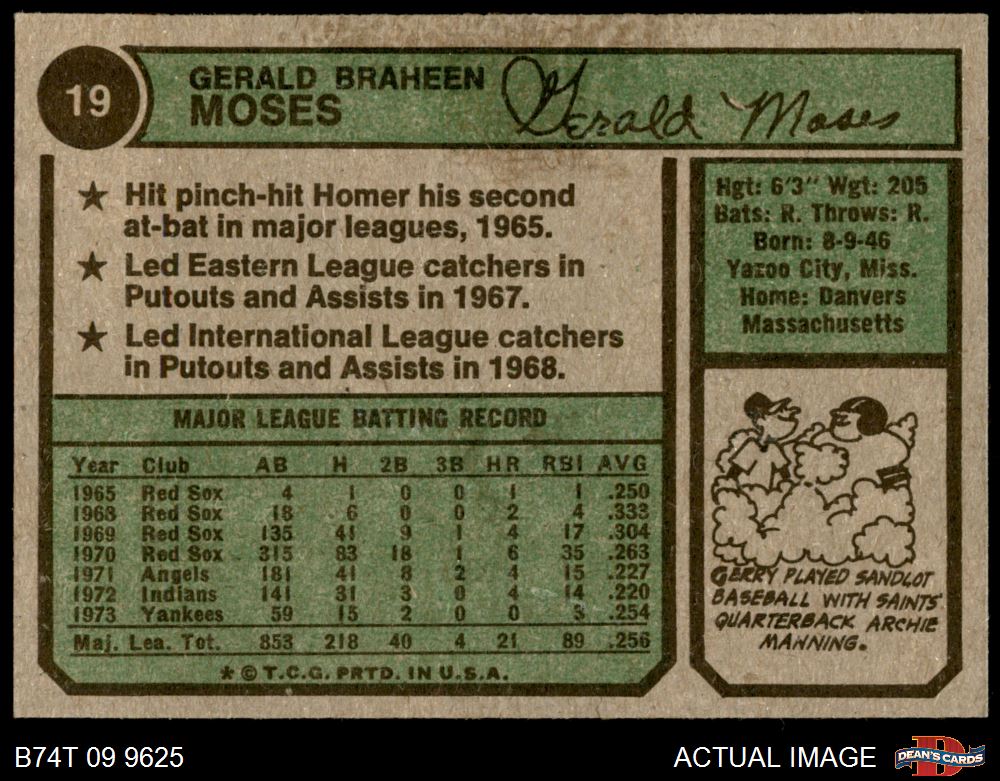 19
GERALD BRAHEEN
MOSES
Gerald Moses
★ Hit pinch-hit Homer his second
at-bat in major leagues, 1965.
★ Led Eastern League catchers in
Putouts and Assists in 1967.
★ Led International League catchers
in Putouts and Assists in 1968.
MAJOR LEAGUE BATTING RECORD
Year Club AB H 2B 3B HR RBI AVG
1965 Red Sox 4 1 0 0 1 1 .250
1968 Red Sox 18 6 0 0 2 4 .333
1969 Red Sox 135 41 9 1 4 17 .304
1970 Red Sox 315 83 18 1 6 35 .263
1971 Angels 181 41 8 2 4 15 .227
1972 Indians 141 31 3 0 4 14 .220
1973 Yankees 59 15 2 0 0 3 .254
Maj. Lea. Tot. 853 218 40 4 21 89 .256
★ © T.C.G. PRTD. IN U.S.A.
Hgt: 6'3" Wgt: 205
Bats: R. Throws: R.
Born: 8-9-46
Yazoo City, Miss.
Home: Danvers
Massachusetts
GERRY PLAYED SANDLOT
BASEBALL WITH SAINTS'
QUARTERBACK ARCHIE
MANNING.
B74T 09 9625
ACTUAL IMAGE
DEAN'S CARDS